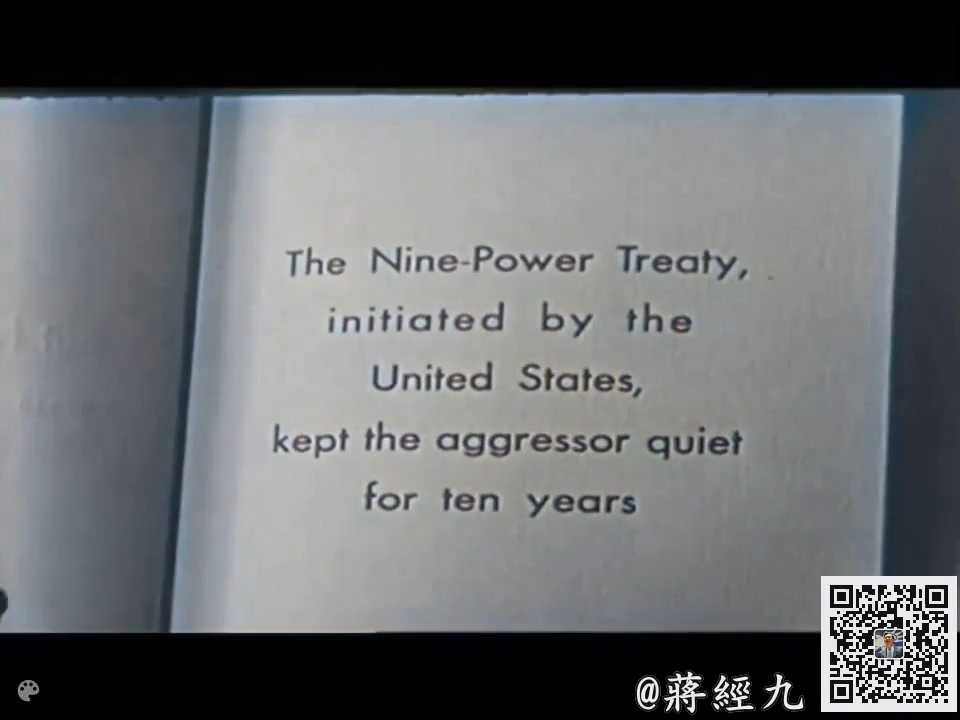 The Nine-Power Treaty,
initiated by the
United States,
kept the aggressor quiet
for ten years
@蔣經九